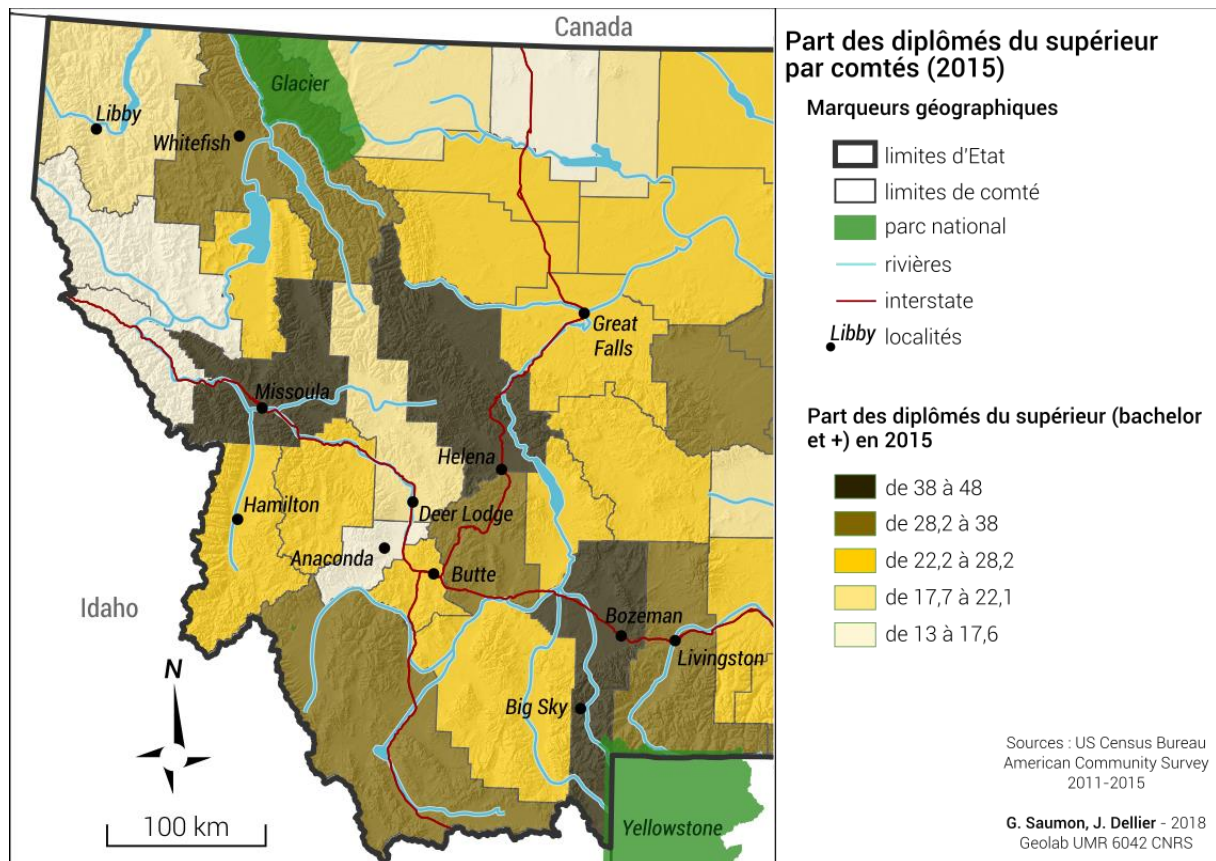 Canada
Glacier
Libby
Whitefish
Great
Falls
Missoula
Helena
Hamilton
Deer Lodge
Anaconda
Butte
Idaho
Bozeman
Livingston
Big Sky
N
100 km
Yellowstone
Part des diplômés du supérieur
par comtés (2015)
Marqueurs géographiques
limites d'Etat
limites de comté
parc national
rivières
interstate
Libby localités
Part des diplômés du supérieur (bachelor
et +) en 2015
de 38 à 48
de 28,2 à 38
de 22,2 à 28,2
de 17,7 à 22,1
de 13 à 17,6
Sources : US Census Bureau
American Community Survey
2011-2015
G. Saumon, J. Dellier - 2018
Geolab UMR 6042 CNRS